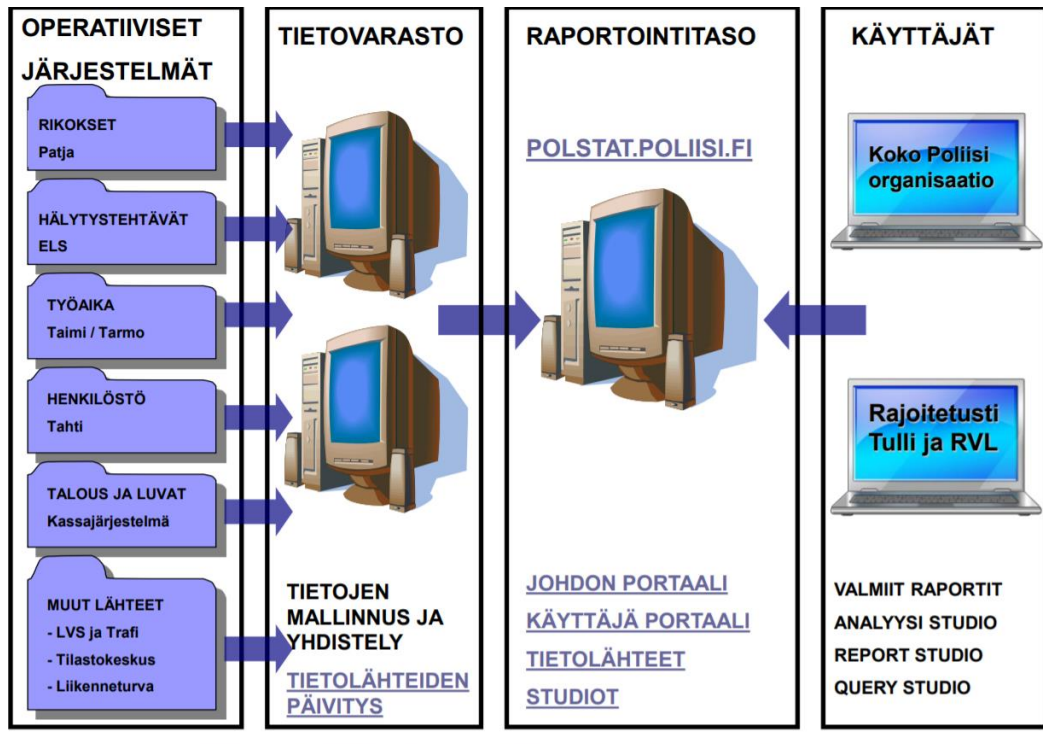 OPERATIIVISET
JÄRJESTELMÄT
RIKOKSET
Patja
HÄLYTYSTEHTÄVÄT
ELS
TYÖAIKA
Taimi / Tarmo
HENKILÖSTÖ
Tahti
TALOUS JA LUVAT
Kassajärjestelmä
MUUT LÄHTEET
- LVS ja Trafi
- Tilastokeskus
- Liikenneturva
TIETOVARASTO
TIETOJEN
MALLINNUS JA
YHDISTELY
TIETOLÄHTEIDEN
PÄIVITYS
RAPORTOINTITASO
POLSTAT.POLIISI.FI
JOHDON PORTAALI
KÄYTTÄJÄ PORTAALI
TIETOLÄHTEET
STUDIOT
KÄYTTÄJÄT
Koko Poliisi
organisaatio
Rajoitetusti
Tulli ja RVL
VALMIIT RAPORTIT
ANALYYSI STUDIO
REPORT STUDIO
QUERY STUDIO